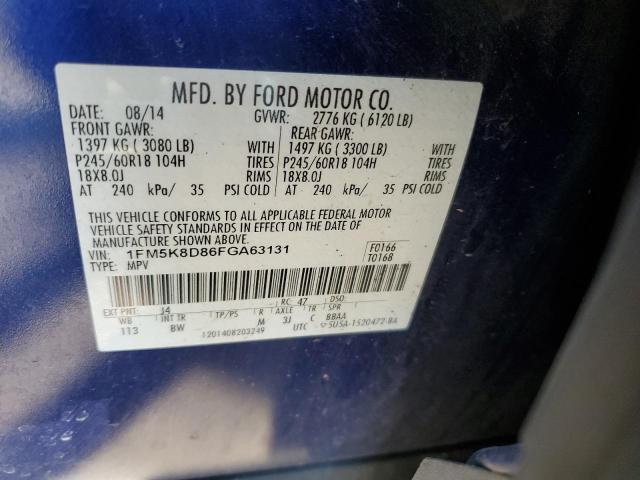 MFD. BY FORD MOTOR CO.
DATE: 08/14 GVWR: 2776 KG ( 6120 LB)
FRONT GAWR: REAR GAWR:
1397 KG ( 3080 LB) WITH 1497 KG ( 3300 LB) WITH
P245/60R18 104H TIRES P245/60R18 104H TIRES
18X8.0J RIMS 18X8.0J RIMS
AT 240 kPa/ 35 PSI COLD AT 240 kPa/ 35 PSI COLD
THIS VEHICLE CONFORMS TO ALL APPLICABLE FEDERAL MOTOR
VEHICLE SAFETY STANDARDS IN EFFECT ON THE DATE OF
MANUFACTURE SHOWN ABOVE.
VIN: 1FM5K8D86FGA63131 F0166
TYPE: MPV T0168
EXT PNT: J4 RC: 47 DSO:
WB INT TR TP/PS R AXLE TR SPR
113 BW M 3J C BBAA
1201408203249 UTC ▽5USA-1520472-BA